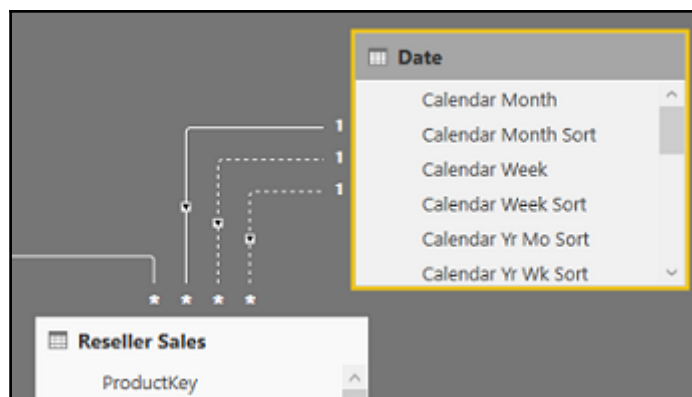 Date
Calendar Month
1
Calendar Month Sort
1
Calendar Week
1
Calendar Week Sort
Calendar Yr Mo Sort
Calendar Yr Wk Sort
* * * *
Reseller Sales
ProductKey